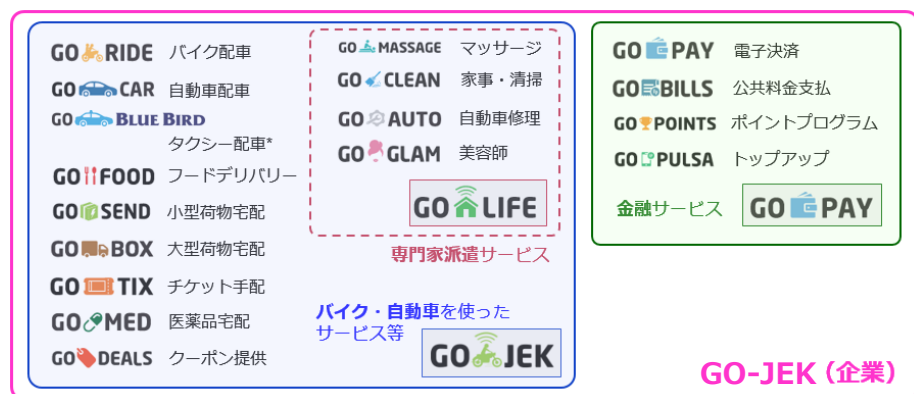 GO RIDE バイク配車
GO CAR 自動車配車
GO BLUE BIRD
タクシー配車*
GO FOOD フードデリバリー
GO SEND 小型荷物宅配
GO BOX 大型荷物宅配
GO TIX チケット手配
GO MED 医薬品宅配
GO DEALS クーポン提供
GO MASSAGE マッサージ
GO CLEAN 家事・清掃
GO AUTO 自動車修理
GO GLAM 美容師
GO LIFE
専門家派遣サービス
バイク・自動車を使った
サービス等
GO JEK
GO PAY 電子決済
GO BILLS 公共料金支払
GO POINTS ポイントプログラム
GO PULSA トップアップ
金融サービス GO PAY
GO-JEK（企業）